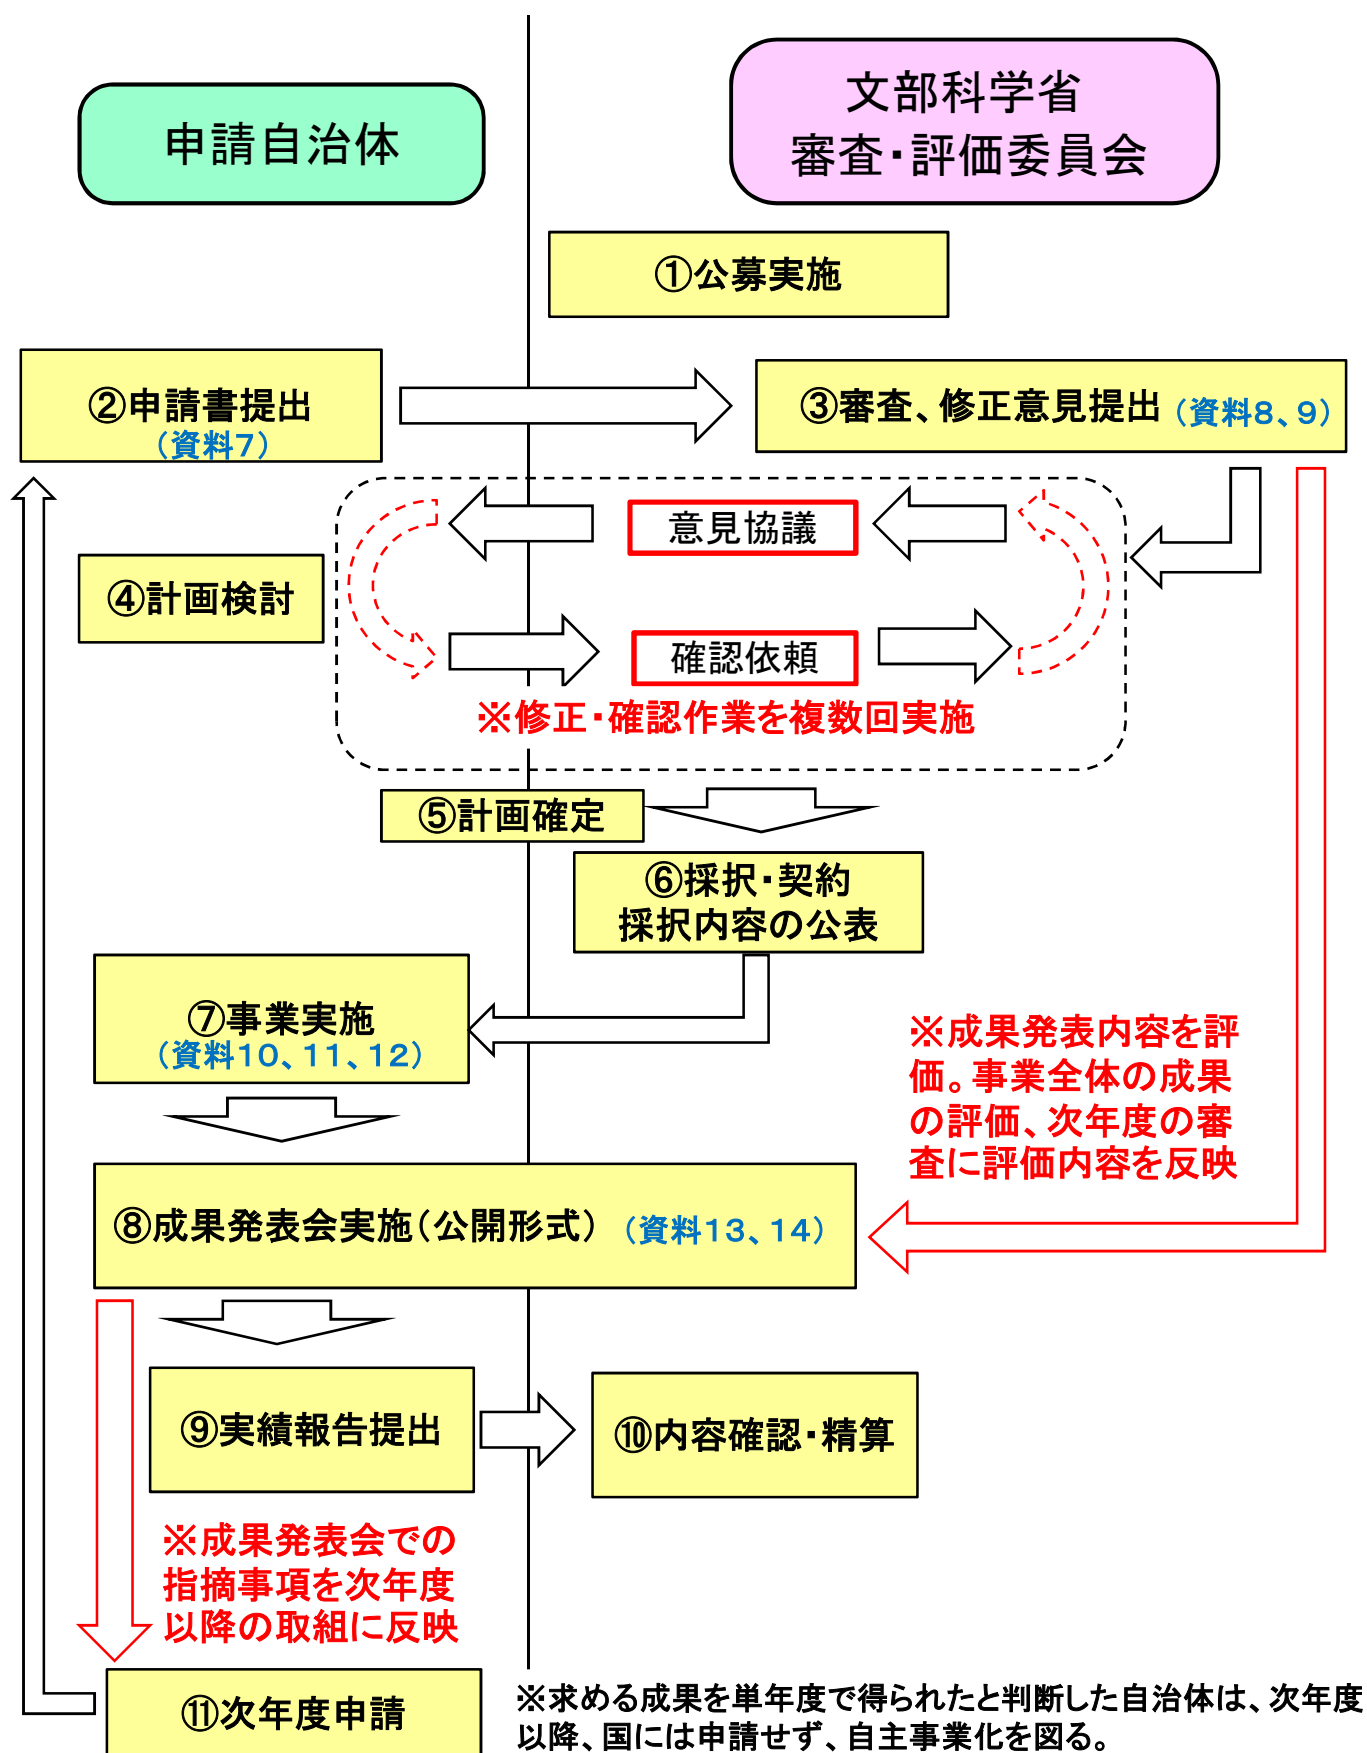 申請自治体
文部科学省
審査・評価委員会
①公募実施
②申請書提出
（資料７）
③審査、修正意見提出（資料８、９）
意見協議
④計画検討
確認依頼
※修正・確認作業を複数回実施
⑤計画確定
⑥採択・契約
採択内容の公表
⑦事業実施
（資料１０、１１、１２）
※成果発表内容を評
価。事業全体の成果
の評価、次年度の審
査に評価内容を反映
⑧成果発表会実施（公開形式）（資料１３、１４）
⑨実績報告提出
⑩内容確認・精算
※成果発表会での
指摘事項を次年度
以降の取組に反映
⑪次年度申請
※求める成果を単年度で得られたと判断した自治体は、次年度
以降、国には申請せず、自主事業化を図る。